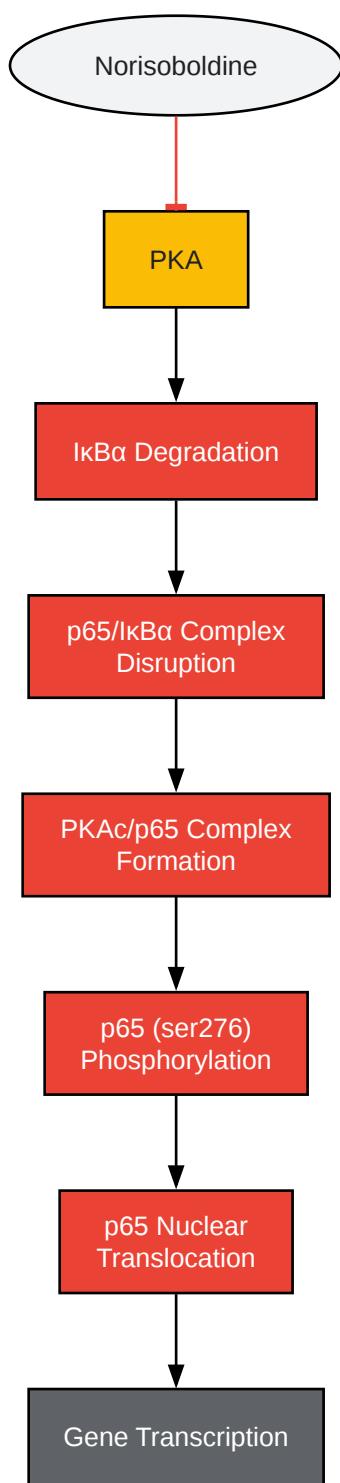 Norisoboldine
PKA
IκBα Degradation
p65/IκBα Complex
Disruption
PKAc/p65 Complex
Formation
p65 (ser276)
Phosphorylation
p65 Nuclear
Translocation
Gene Transcription